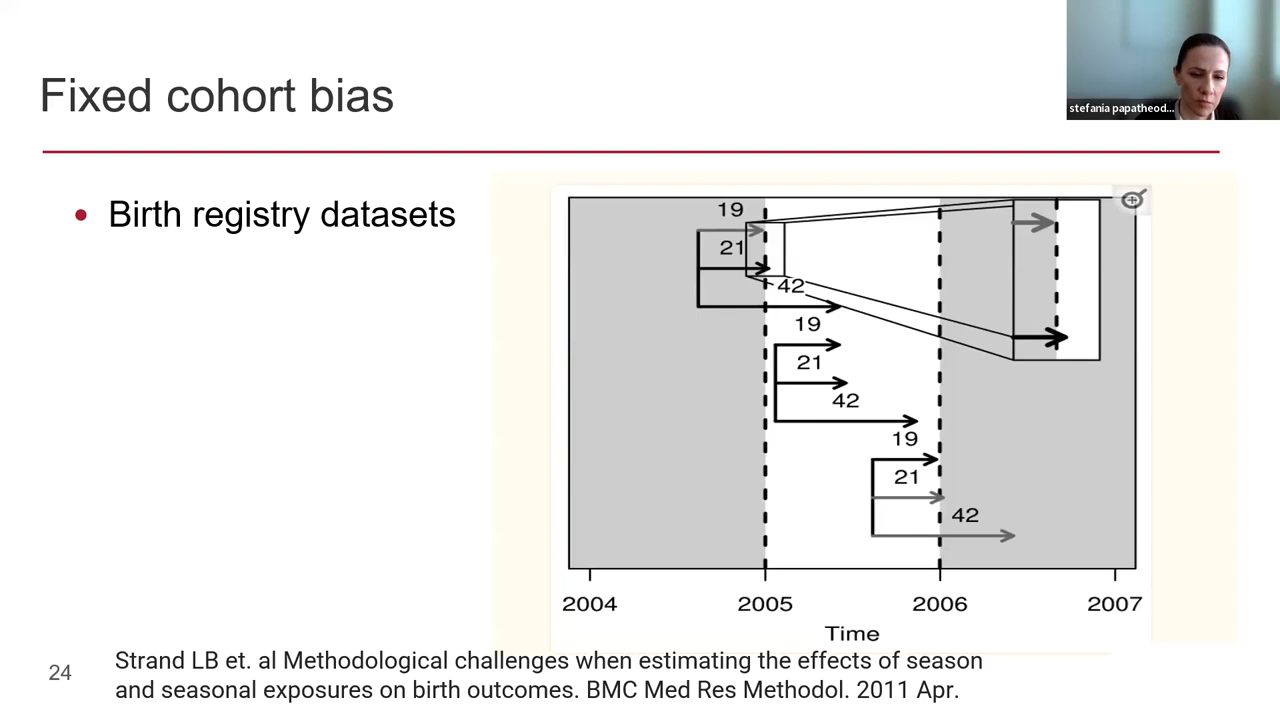 Fixed cohort bias
stefania papatheod...
Birth registry datasets
19
21
42
19
21
42
19
21
42
2004 2005 2006 2007
Time
24
Strand LB et. al Methodological challenges when estimating the effects of season
and seasonal exposures on birth outcomes. BMC Med Res Methodol. 2011 Apr.